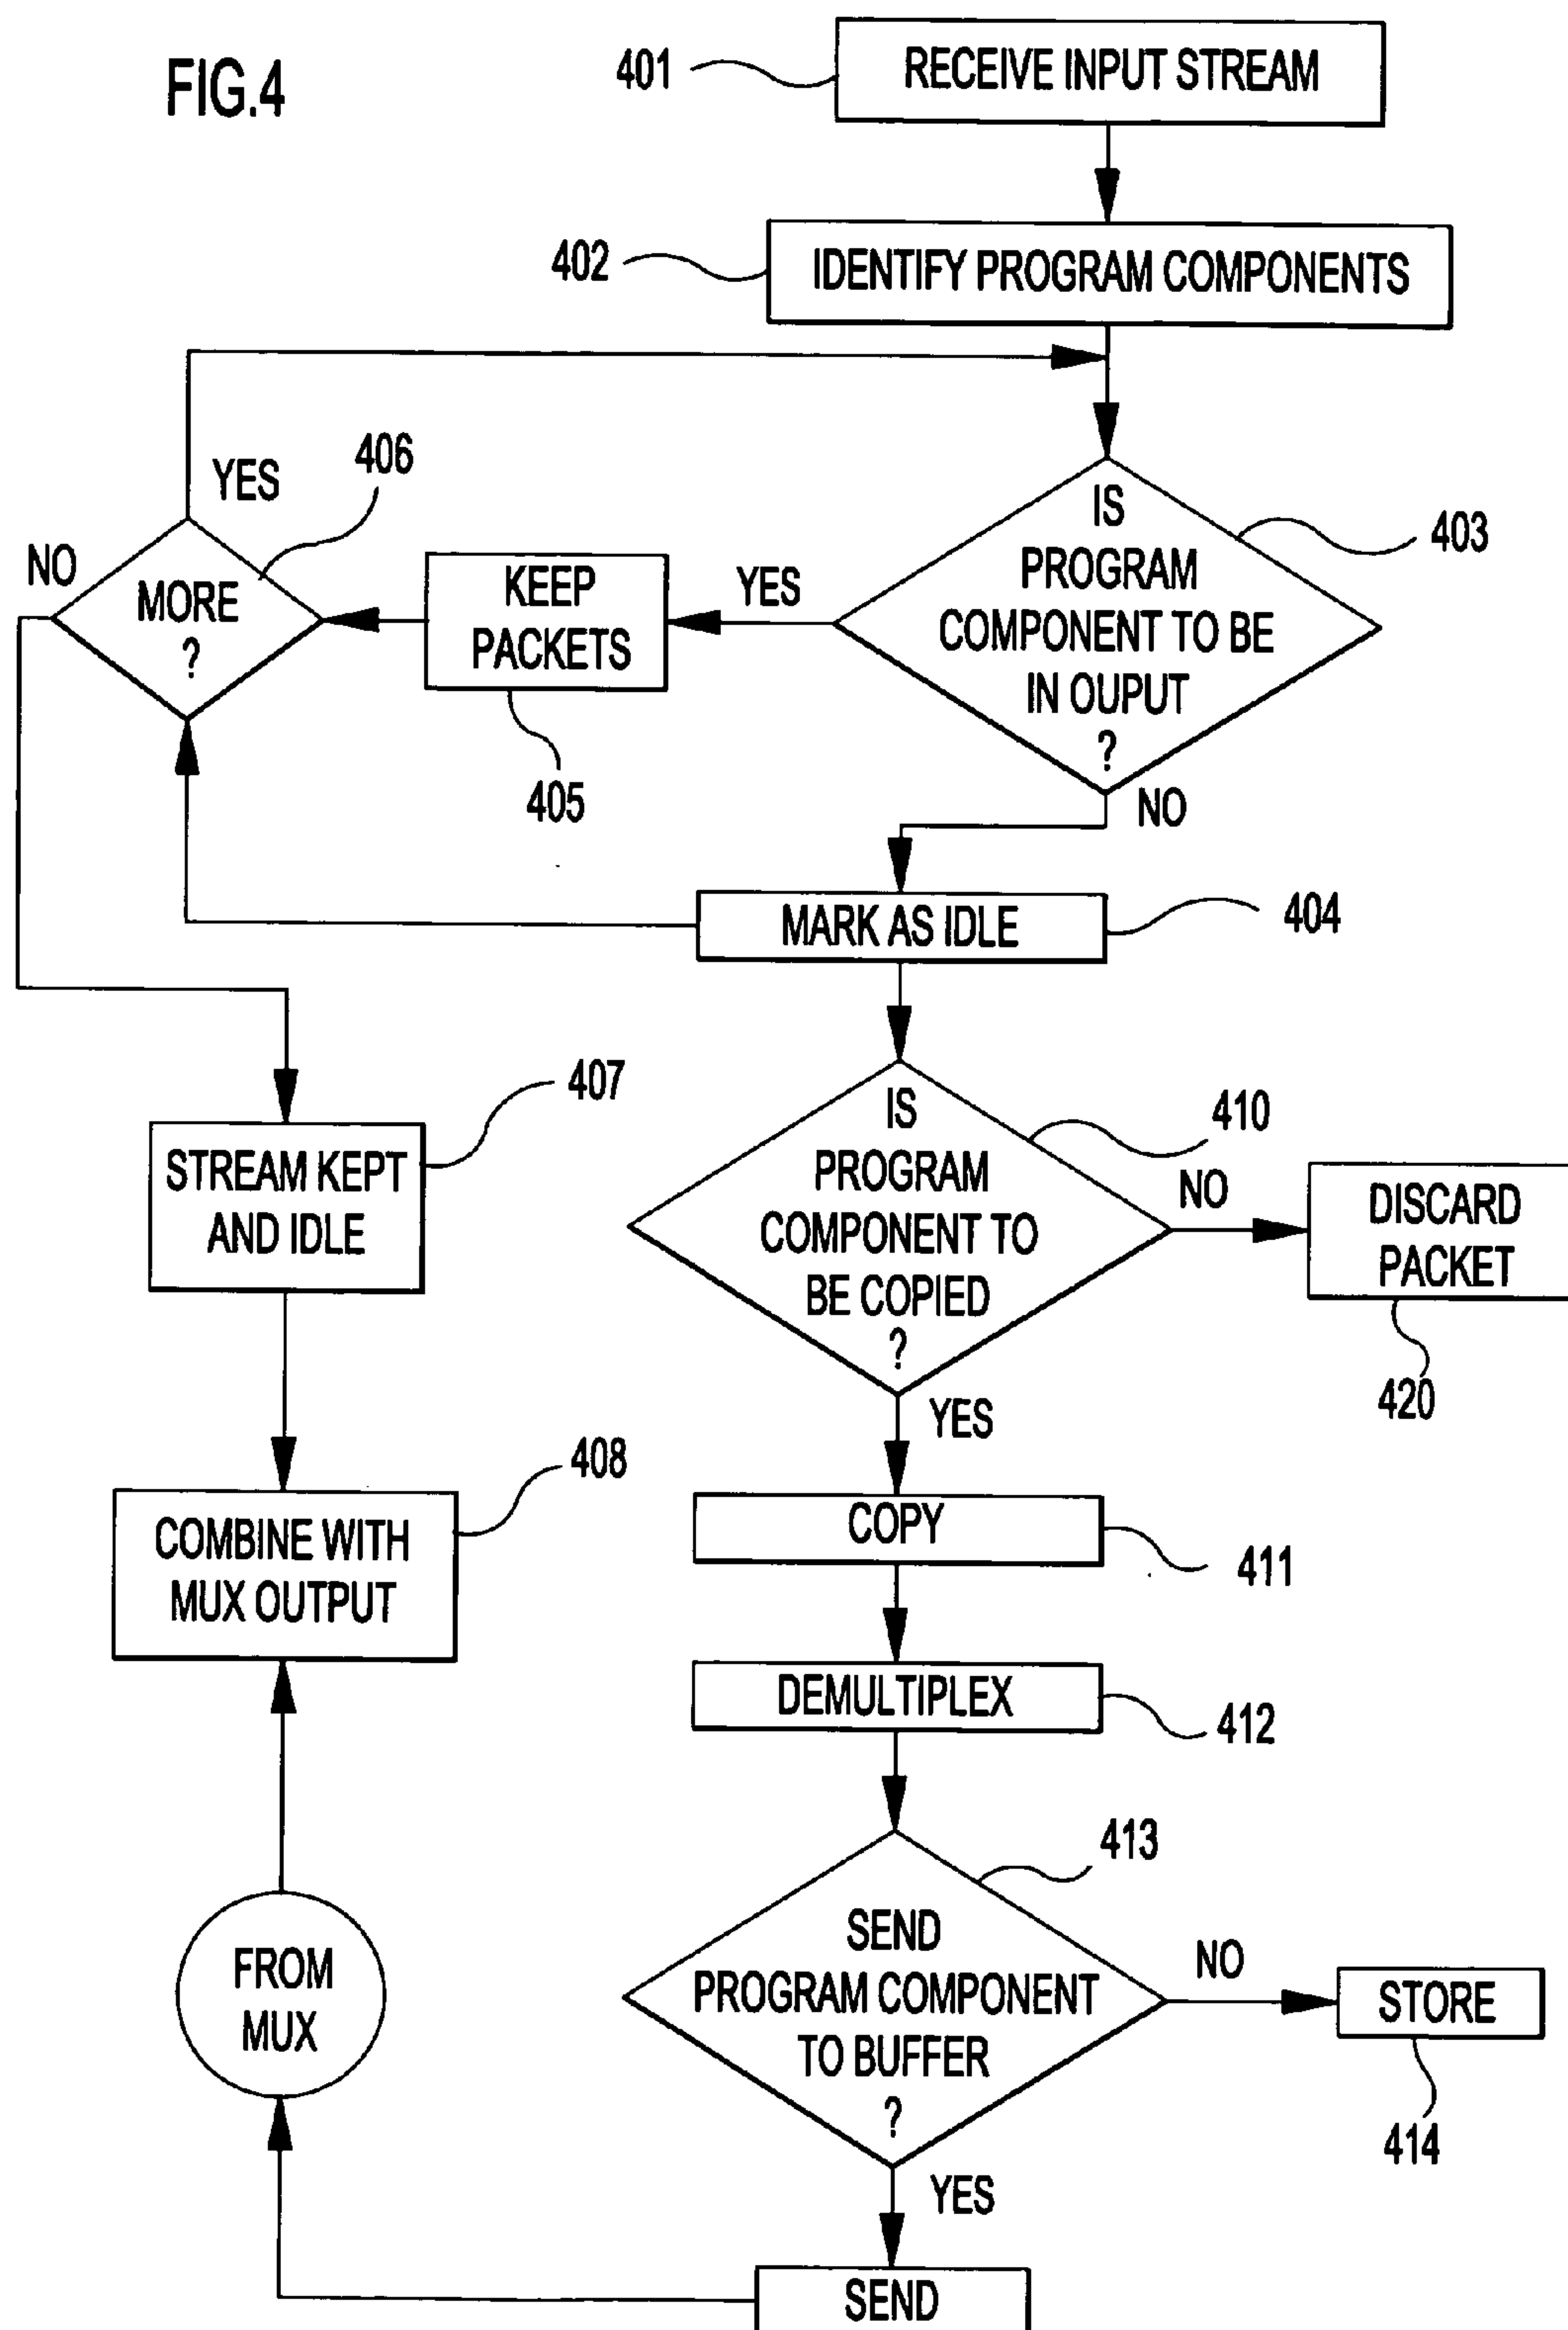 FIG.4
401
RECEIVE INPUT STREAM
402
IDENTIFY PROGRAM COMPONENTS
YES
406
NO
MORE
?
KEEP
PACKETS
405
YES
IS
PROGRAM
COMPONENT TO BE
IN OUPUT
?
403
NO
MARK AS IDLE
404
407
STREAM KEPT
AND IDLE
IS
PROGRAM
COMPONENT TO
BE COPIED
?
410
NO
DISCARD
PACKET
420
YES
408
COMBINE WITH
MUX OUTPUT
COPY
411
DEMULTIPLEX
412
413
SEND
PROGRAM COMPONENT
TO BUFFER
?
NO
STORE
414
FROM
MUX
YES
SEND